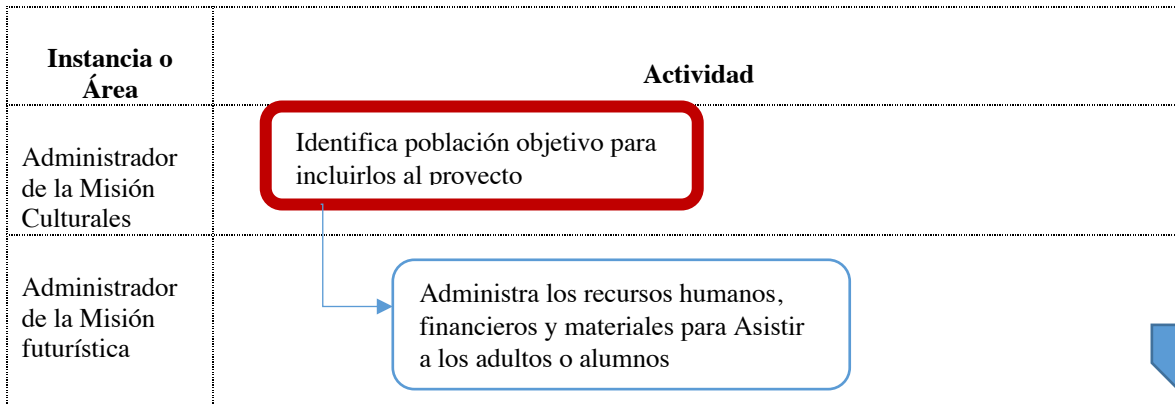 Instancia o
Área
Actividad
Administrador
de la Misión
Culturales
Identifica población objetivo para
incluirlos al proyecto
Administrador
de la Misión
futurística
Administra los recursos humanos,
financieros y materiales para Asistir
a los adultos o alumnos